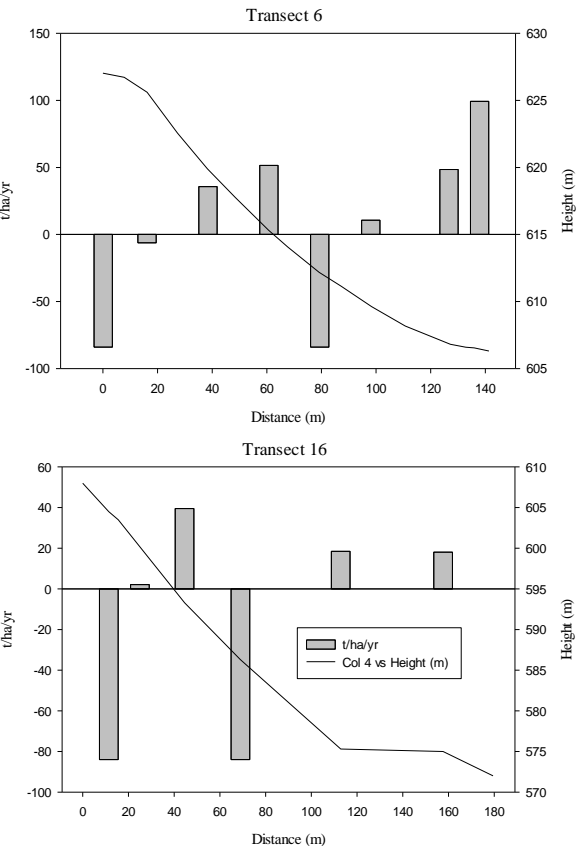 Transect 6
150
100
50
0
-50
-100
t/ha/yr
630
625
620
615
610
605
Height (m)
0 20 40 60 80 100 120 140
Distance (m)
Transect 16
60
40
20
0
-20
-40
-60
-80
-100
t/ha/yr
610
605
600
595
590
585
580
575
570
Height (m)
t/ha/yr
Col 4 vs Height (m)
0 20 40 60 80 100 120 140 160 180
Distance (m)